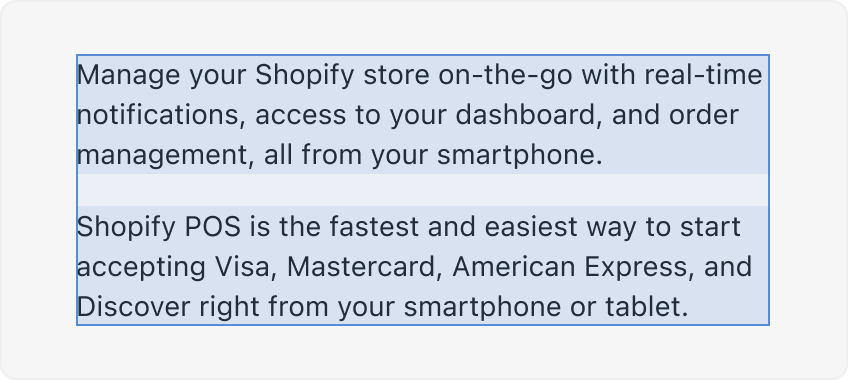 Manage your Shopify store on-the-go with real-time
notifications, access to your dashboard, and order
management, all from your smartphone.
Shopify POS is the fastest and easiest way to start
accepting Visa, Mastercard, American Express, and
Discover right from your smartphone or tablet.